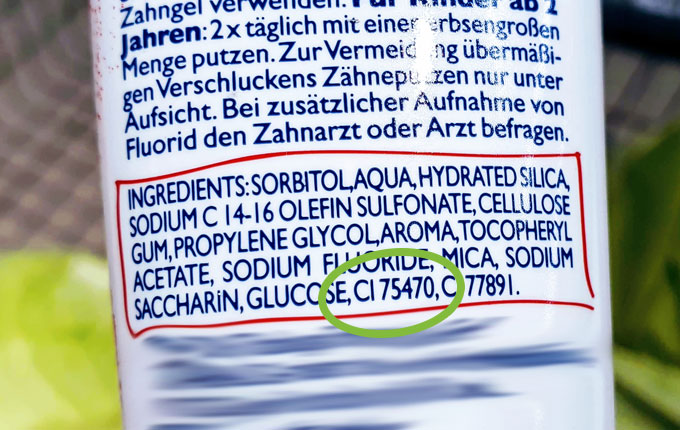 Zahngel verwenden. Für Kinder ab 2
Jahren: 2 x täglich mit einer erbsengroßen
Menge putzen. Zur Vermeidung übermäßi-
gen Verschluckens Zähneputzen nur unter
Aufsicht. Bei zusätzlicher Aufnahme von
Fluorid den Zahnarzt oder Arzt befragen.
INGREDIENTS: SORBITOL, AQUA, HYDRATED SILICA,
SODIUM C 14-16 OLEFIN SULFONATE, CELLULOSE
GUM, PROPYLENE GLYCOL, AROMA, TOCOPHERYL
ACETATE, SODIUM FLUORIDE, MICA, SODIUM
SACCHARiN, GLUCOSE, CI 75470, CI 77891.